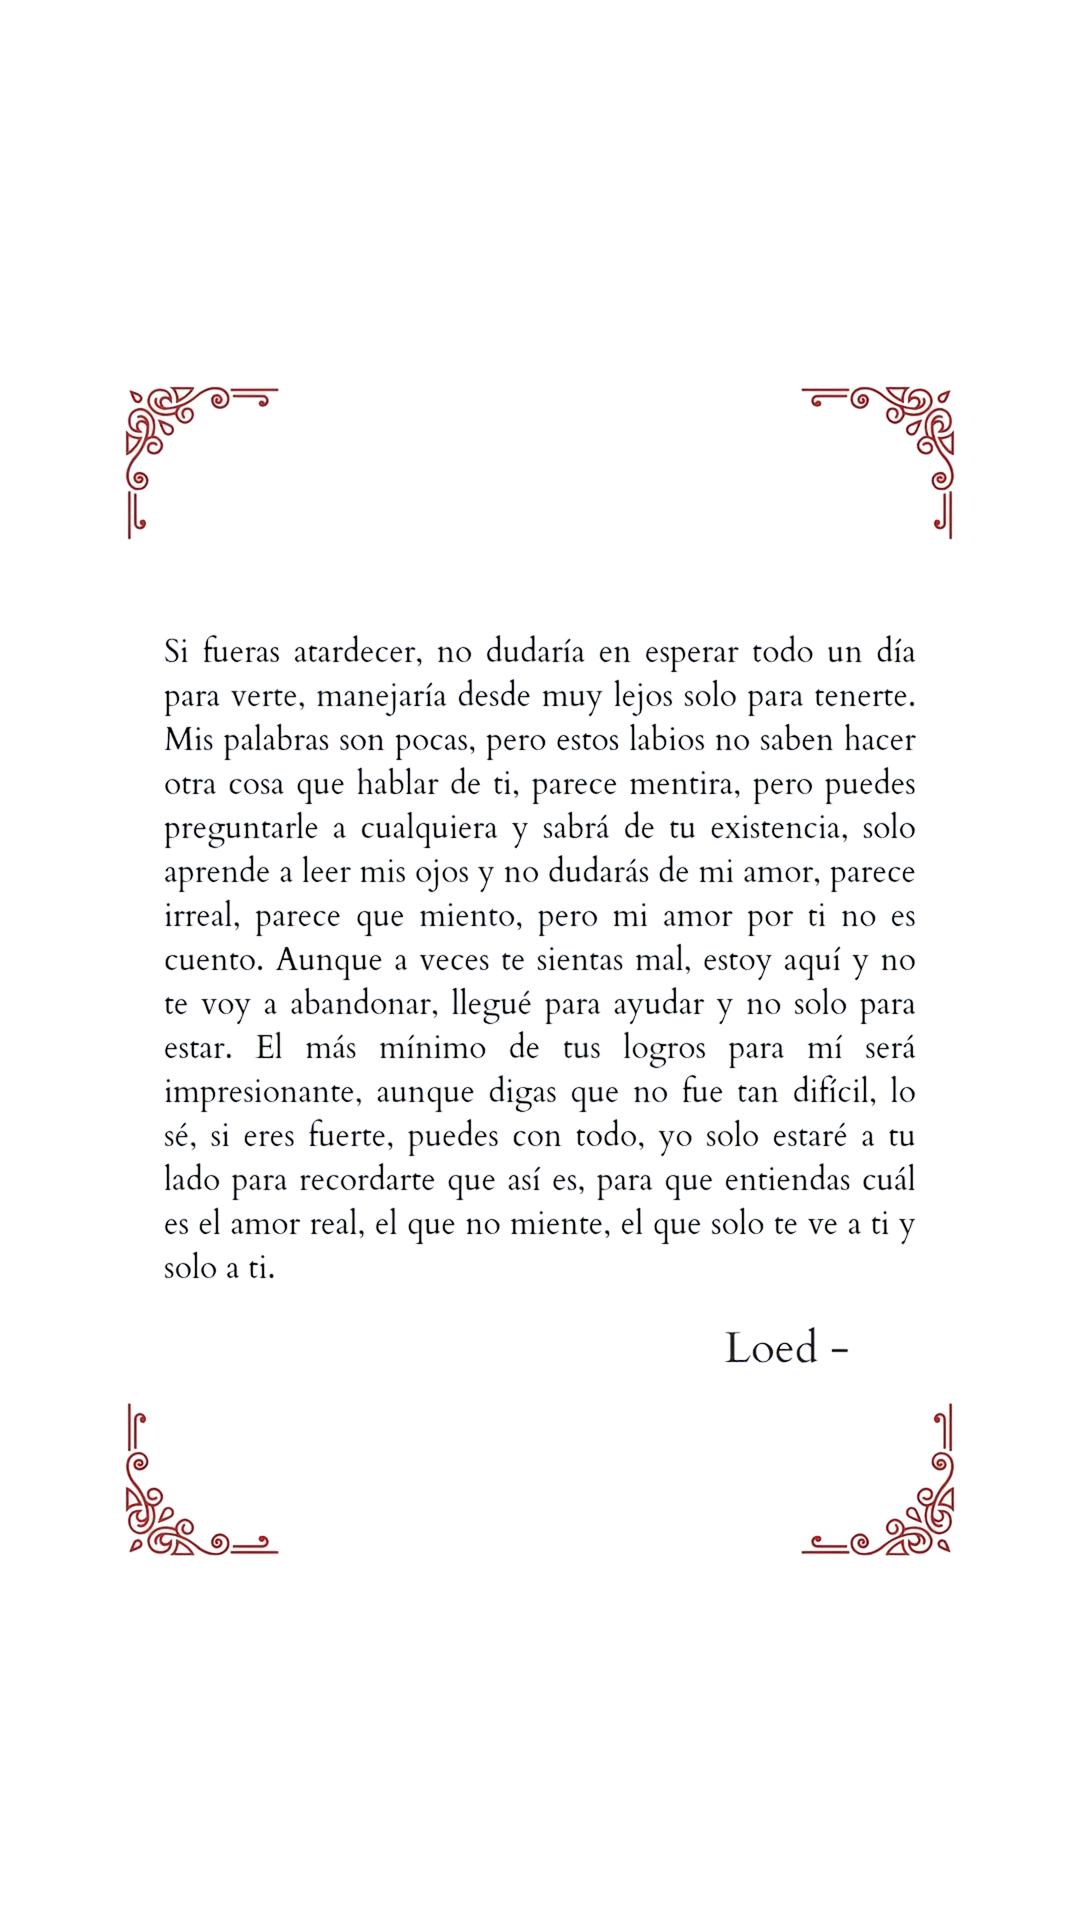 Si fueras atardecer, no dudaría en esperar todo un día
para verte, manejaría desde muy lejos solo para tenerte.
Mis palabras son pocas, pero estos labios no saben hacer
otra cosa que hablar de ti, parece mentira, pero puedes
preguntarle a cualquiera y sabrá de tu existencia, solo
aprende a leer mis ojos y no dudarás de mi amor, parece
irreal, parece que miento, pero mi amor por ti no es
cuento. Aunque a veces te sientas mal, estoy aquí y no
te voy a abandonar, llegué para ayudar y no solo para
estar. El más mínimo de tus logros para mí será
impresionante, aunque digas que no fue tan difícil, lo
sé, si eres fuerte, puedes con todo, yo solo estaré a tu
lado para recordarte que así es, para que entiendas cuál
es el amor real, el que no miente, el que solo te ve a ti y
solo a ti.
Loed -